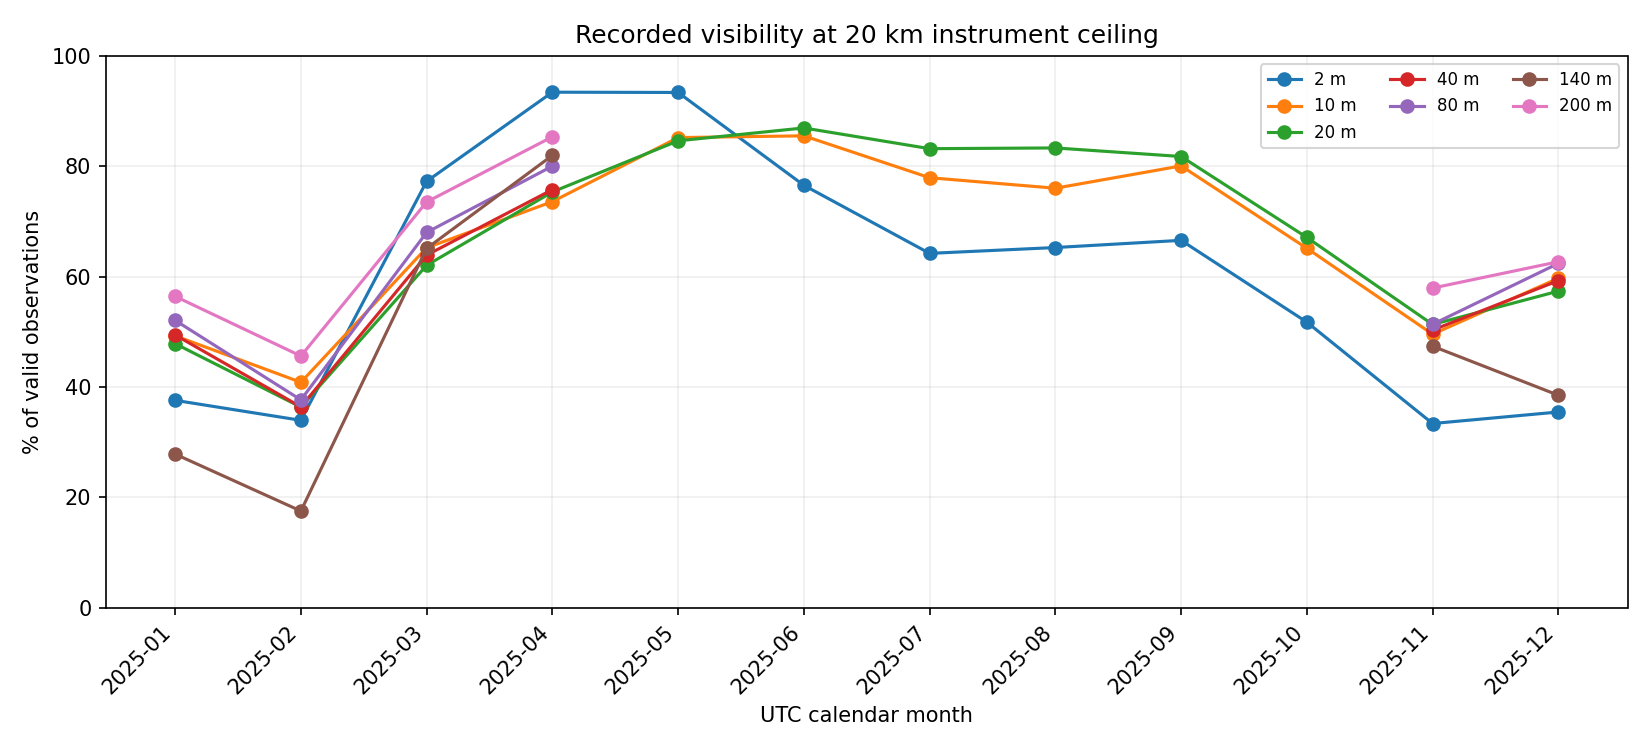 Recorded visibility at 20 km instrument ceiling
100
80
60
40
20
0
% of valid observations
2 m
10 m
20 m
40 m
80 m
140 m
200 m
2025-01
2025-02
2025-03
2025-04
2025-05
2025-06
2025-07
2025-08
2025-09
2025-10
2025-11
2025-12
UTC calendar month